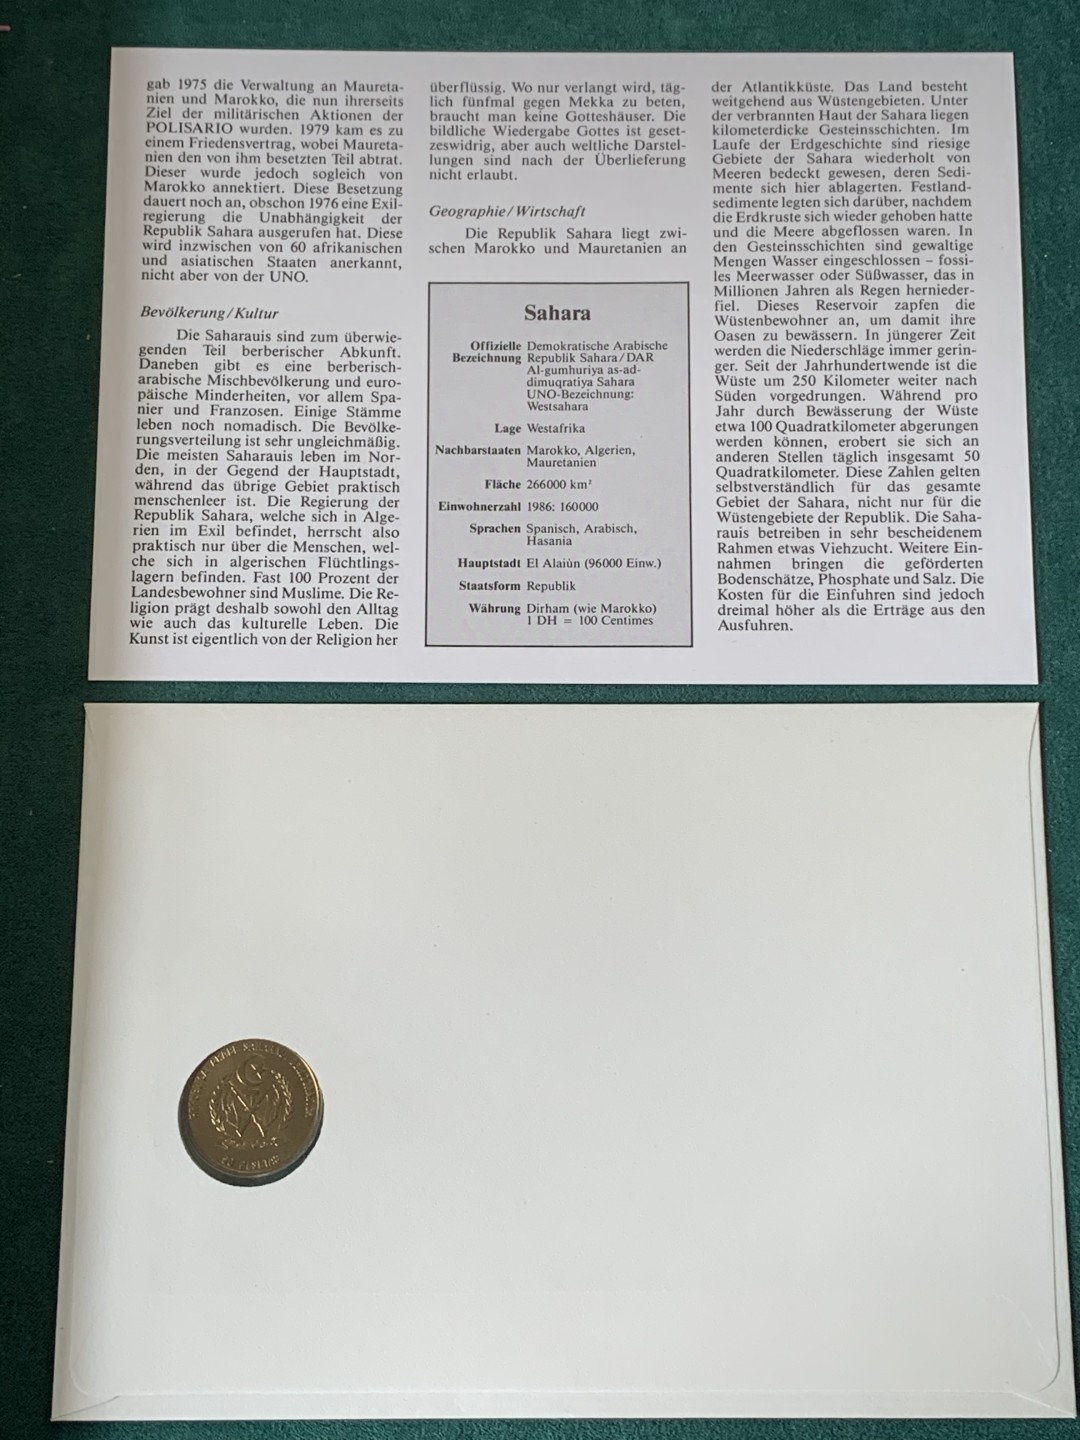 gab 1975 die Verwaltung an Maureta-
nien und Marokko, die nun ihrerseits
Ziel der militärischen Aktionen der
POLISARIO wurden. 1979 kam es zu
einem Friedensvertrag, wobei Maureta-
nien den von ihm besetzten Teil abtrat.
Dieser wurde jedoch sogleich von
Marokko annektiert. Diese Besetzung
dauert noch an, obschon 1976 eine Exil-
regierung die Unabhängigkeit der
Republik Sahara ausgerufen hat. Diese
wird inzwischen von 60 afrikanischen
und asiatischen Staaten anerkannt,
nicht aber von der UNO.
Bevölkerung/Kultur
Die Saharauis sind zum überwie-
genden Teil berberischer Abkunft.
Daneben gibt es eine berberisch-
arabische Mischbevölkerung und euro-
päische Minderheiten, vor allem Spa-
nier und Franzosen. Einige Stämme
leben noch nomadisch. Die Bevölke-
rungsverteilung ist sehr ungleichmäßig.
Die meisten Saharauis leben im Nor-
den, in der Gegend der Hauptstadt,
während das übrige Gebiet praktisch
menschenleer ist. Die Regierung der
Republik Sahara, welche sich in Alge-
rien im Exil befindet, herrscht also
praktisch nur über die Menschen, wel-
che sich in algerischen Flüchtlings-
lagern befinden. Fast 100 Prozent der
Landesbewohner sind Muslime. Die Re-
ligion prägt deshalb sowohl den Alltag
wie auch das kulturelle Leben. Die
Kunst ist eigentlich von der Religion her
überflüssig. Wo nur verlangt wird, täg-
lich fünfmal gegen Mekka zu beten,
braucht man keine Gotteshäuser. Die
bildliche Wiedergabe Gottes ist geset-
zeswidrig, aber auch weltliche Darstel-
lungen sind nach der Überlieferung
nicht erlaubt.
Geographie/Wirtschaft
Die Republik Sahara liegt zwi-
schen Marokko und Mauretanien an
Sahara
Offizielle Demokratische Arabische
Bezeichnung Republik Sahara/DAR
Al-gumhuriya as-ad-
dimuqratiya Sahara
UNO-Bezeichnung:
Westsahara
Lage Westafrika
Nachbarstaaten Marokko, Algerien,
Mauretanien
Fläche 266000 km²
Einwohnerzahl 1986: 160000
Sprachen Spanisch, Arabisch,
Hasania
Hauptstadt El Alaiùn (96000 Einw.)
Staatsform Republik
Währung Dirham (wie Marokko)
1 DH = 100 Centimes
der Atlantikküste. Das Land besteht
weitgehend aus Wüstengebieten. Unter
der verbrannten Haut der Sahara liegen
kilometerdicke Gesteinsschichten. Im
Laufe der Erdgeschichte sind riesige
Gebiete der Sahara wiederholt von
Meeren bedeckt gewesen, deren Sedi-
mente sich hier ablagerten. Festland-
sedimente legten sich darüber, nachdem
die Erdkruste sich wieder gehoben hatte
und die Meere abgeflossen waren. In
den Gesteinsschichten sind gewaltige
Mengen Wasser eingeschlossen – fossi-
les Meerwasser oder Süßwasser, das in
Millionen Jahren als Regen hernieder-
fiel. Dieses Reservoir zapfen die
Wüstenbewohner an, um damit ihre
Oasen zu bewässern. In jüngerer Zeit
werden die Niederschläge immer gerin-
ger. Seit der Jahrhundertwende ist die
Wüste um 250 Kilometer weiter nach
Süden vorgedrungen. Während pro
Jahr durch Bewässerung der Wüste
etwa 100 Quadratkilometer abgerungen
werden können, erobert sie sich an
anderen Stellen täglich insgesamt 50
Quadratkilometer. Diese Zahlen gelten
selbstverständlich für das gesamte
Gebiet der Sahara, nicht nur für die
Wüstengebiete der Republik. Die Saha-
rauis betreiben in sehr bescheidenem
Rahmen etwas Viehzucht. Weitere Ein-
nahmen bringen die geförderten
Bodenschätze, Phosphate und Salz. Die
Kosten für die Einfuhren sind jedoch
dreimal höher als die Erträge aus den
Ausfuhren.